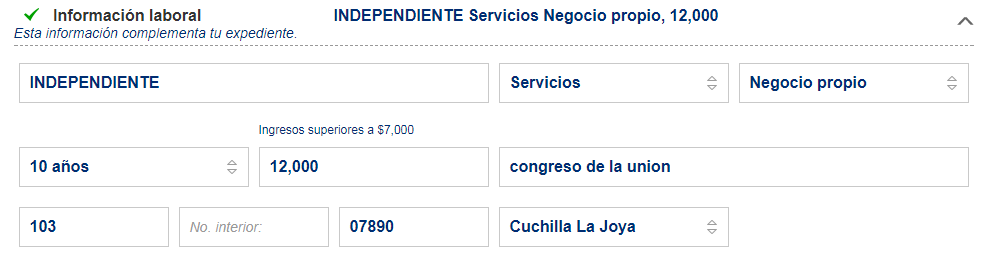 Información laboral INDEPENDIENTE Servicios Negocio propio, 12,000
Esta información complementa tu expediente.
INDEPENDIENTE Servicios Negocio propio
Ingresos superiores a $7,000
10 años 12,000 congreso de la union
103 No. interior: 07890 Cuchilla La Joya